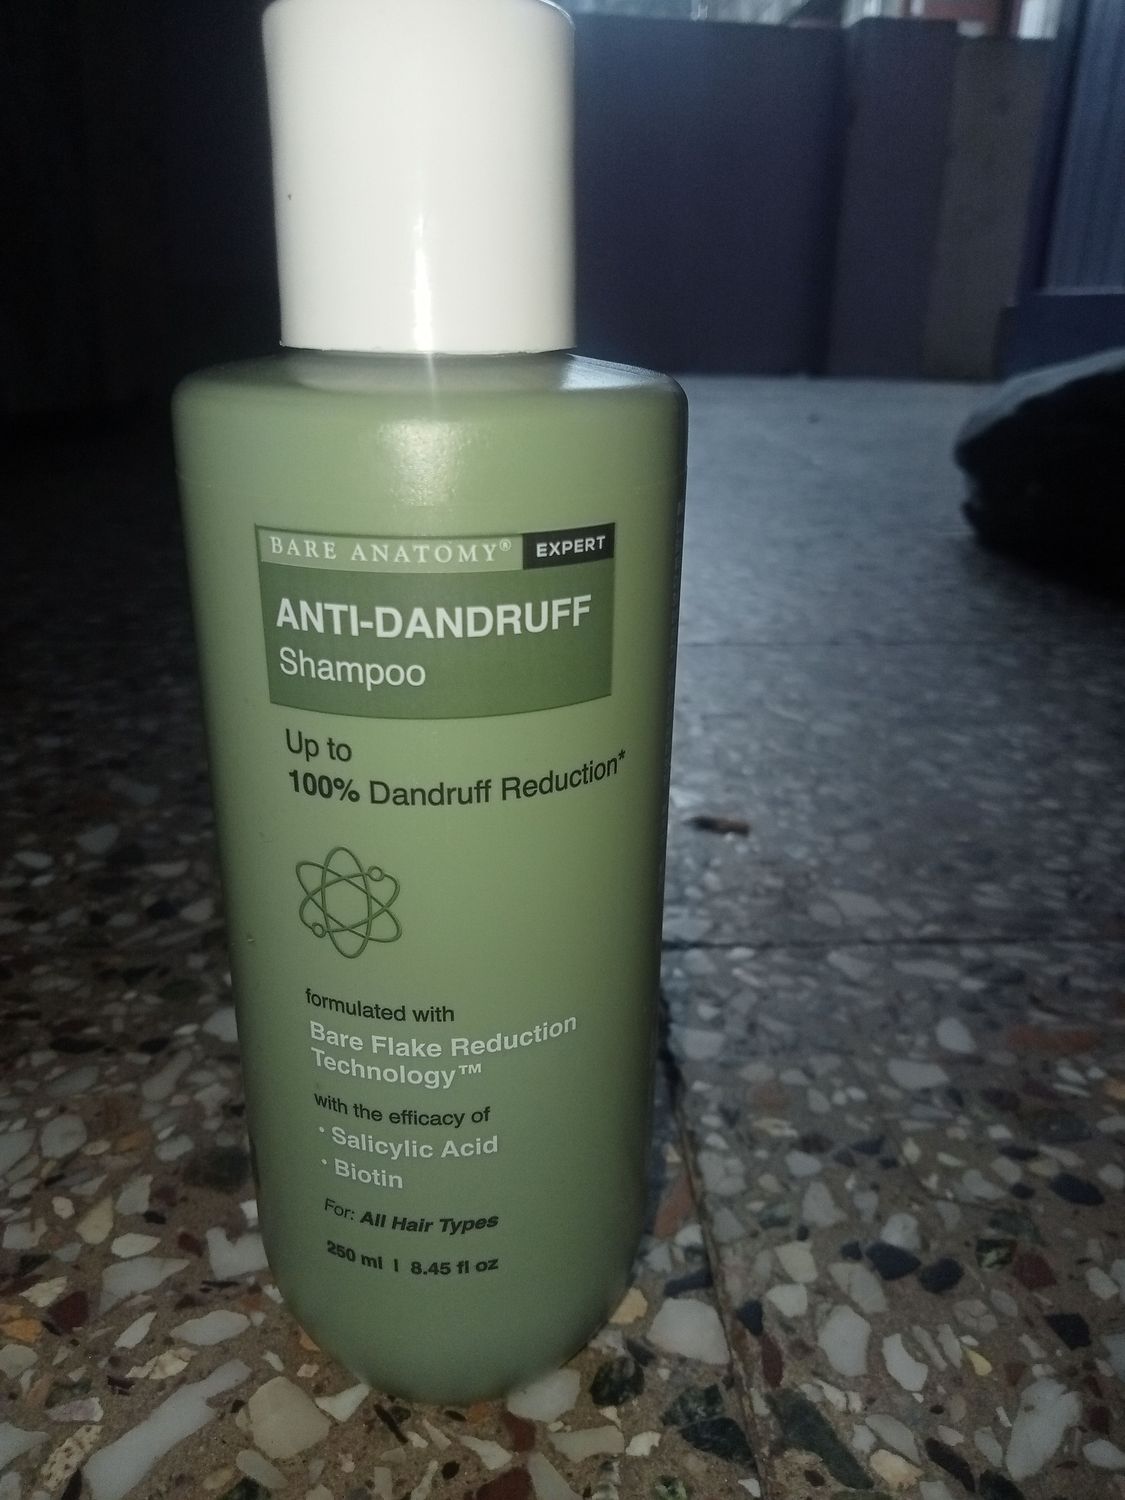 BARE ANATOMY® EXPERT
ANTI-DANDRUFF
Shampoo
Up to
100% Dandruff Reduction*
formulated with
Bare Flake Reduction
Technology™
with the efficacy of
• Salicylic Acid
• Biotin
For: All Hair Types
250 ml | 8.45 fl oz